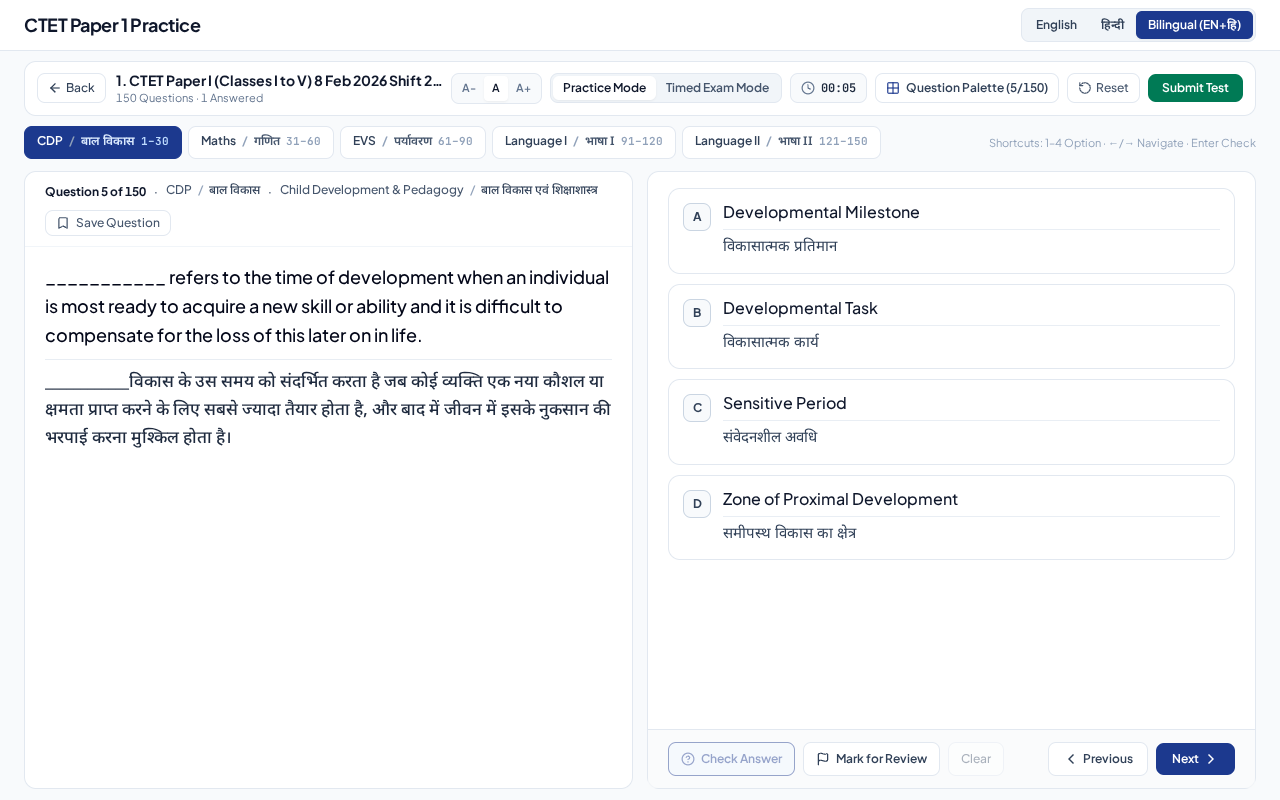 CTET Paper 1 Practice
English हिन्दी Bilingual (EN+हि)
Back
1. CTET Paper I (Classes I to V) 8 Feb 2026 Shift 2...
150 Questions · 1 Answered
A- A A+
Practice Mode Timed Exam Mode
00:05
Question Palette (5/150)
Reset
Submit Test
CDP / बाल विकास 1-30
Maths / गणित 31-60
EVS / पर्यावरण 61-90
Language I / भाषा I 91-120
Language II / भाषा II 121-150
Shortcuts: 1-4 Option · ←/→ Navigate · Enter Check
Question 5 of 150 · CDP / बाल विकास · Child Development & Pedagogy / बाल विकास एवं शिक्षाशास्त्र
Save Question
___________ refers to the time of development when an individual
is most ready to acquire a new skill or ability and it is difficult to
compensate for the loss of this later on in life.
__________विकास के उस समय को संदर्भित करता है जब कोई व्यक्ति एक नया कौशल या
क्षमता प्राप्त करने के लिए सबसे ज्यादा तैयार होता है, और बाद में जीवन में इसके नुकसान की
भरपाई करना मुश्किल होता है।
A Developmental Milestone
विकासात्मक प्रतिमान
B Developmental Task
विकासात्मक कार्य
C Sensitive Period
संवेदनशील अवधि
D Zone of Proximal Development
समीपस्थ विकास का क्षेत्र
Check Answer
Mark for Review
Clear
Previous
Next